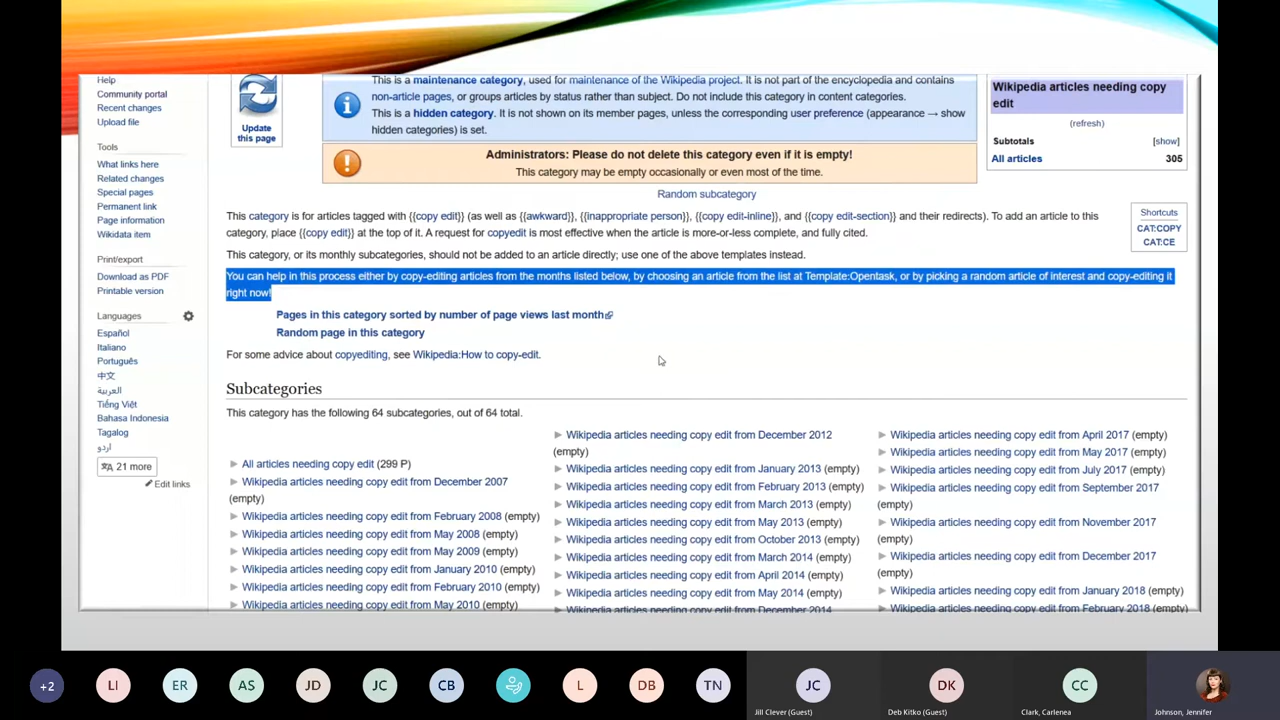 Help
Community portal
Recent changes
Upload file
Tools
What links here
Related changes
Special pages
Permanent link
Page information
Wikidata item
Print/export
Download as PDF
Printable version
Languages
Español
Italiano
Português
中文
العربية
Tiếng Việt
Bahasa Indonesia
Tagalog
اردو
21 more
Edit links
Update
this page
This is a maintenance category, used for maintenance of the Wikipedia project. It is not part of the encyclopedia and contains
non-article pages, or groups articles by status rather than subject. Do not include this category in content categories.
This is a hidden category. It is not shown on its member pages, unless the corresponding user preference (appearance → show
hidden categories) is set.
Administrators: Please do not delete this category even if it is empty!
This category may be empty occasionally or even most of the time.
Wikipedia articles needing copy
edit
(refresh)
Subtotals [show]
All articles 305
Random subcategory
This category is for articles tagged with {{copy edit}} (as well as {{awkward}}, {{inappropriate person}}, {{copy edit-inline}}, and {{copy edit-section}} and their redirects). To add an article to this
category, place {{copy edit}} at the top of it. A request for copyedit is most effective when the article is more-or-less complete, and fully cited.
Shortcuts
CAT:COPY
CAT:CE
This category, or its monthly subcategories, should not be added to an article directly; use one of the above templates instead.
You can help in this process either by copy-editing articles from the months listed below, by choosing an article from the list at Template:Opentask, or by picking a random article of interest and copy-editing it
right now!
Pages in this category sorted by number of page views last month
Random page in this category
For some advice about copyediting, see Wikipedia:How to copy-edit.
Subcategories
This category has the following 64 subcategories, out of 64 total.
All articles needing copy edit (299 P)
Wikipedia articles needing copy edit from December 2007
(empty)
Wikipedia articles needing copy edit from February 2008 (empty)
Wikipedia articles needing copy edit from May 2008 (empty)
Wikipedia articles needing copy edit from May 2009 (empty)
Wikipedia articles needing copy edit from January 2010 (empty)
Wikipedia articles needing copy edit from February 2010 (empty)
Wikipedia articles needing copy edit from May 2010 (empty)
Wikipedia articles needing copy edit from December 2012
(empty)
Wikipedia articles needing copy edit from January 2013 (empty)
Wikipedia articles needing copy edit from February 2013 (empty)
Wikipedia articles needing copy edit from March 2013 (empty)
Wikipedia articles needing copy edit from May 2013 (empty)
Wikipedia articles needing copy edit from October 2013 (empty)
Wikipedia articles needing copy edit from March 2014 (empty)
Wikipedia articles needing copy edit from April 2014 (empty)
Wikipedia articles needing copy edit from May 2014 (empty)
Wikipedia articles needing copy edit from December 2014
Wikipedia articles needing copy edit from April 2017 (empty)
Wikipedia articles needing copy edit from May 2017 (empty)
Wikipedia articles needing copy edit from July 2017 (empty)
Wikipedia articles needing copy edit from September 2017
(empty)
Wikipedia articles needing copy edit from November 2017
(empty)
Wikipedia articles needing copy edit from December 2017
(empty)
Wikipedia articles needing copy edit from January 2018 (empty)
Wikipedia articles needing copy edit from February 2018 (empty)
+2 LI ER AS JD JC CB L DB TN JC DK CC
Jill Clever (Guest) Deb Kitko (Guest) Clark, Carlenea Johnson, Jennifer